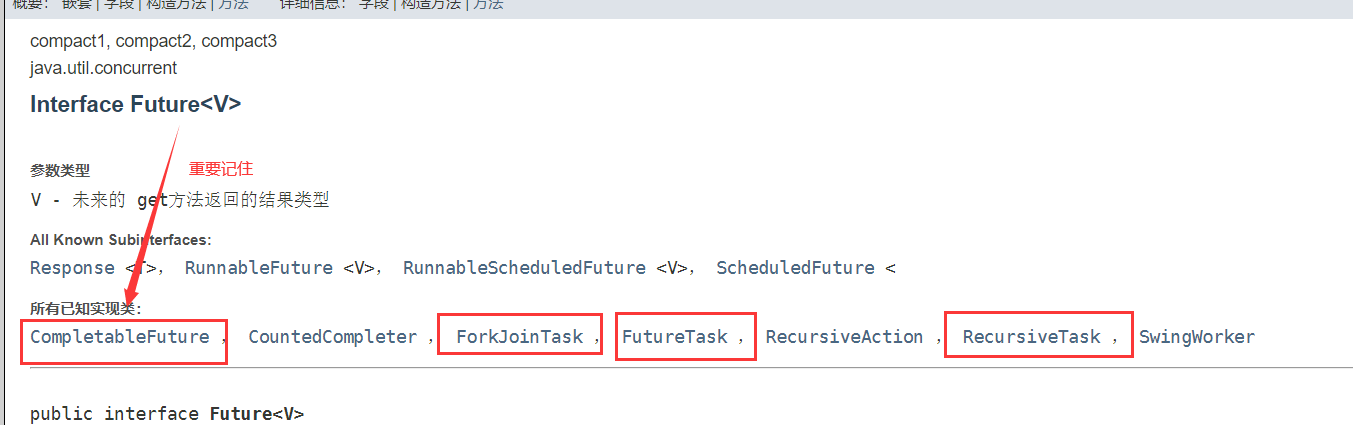 概要： 嵌套 | 字段 | 构造方法 | 方法 详细信息： 字段 | 构造方法 | 方法
compact1, compact2, compact3
java.util.concurrent
Interface Future<V>
参数类型 重要记住
V - 未来的 get方法返回的结果类型
All Known Subinterfaces:
Response <T>， RunnableFuture <V>， RunnableScheduledFuture <V>， ScheduledFuture <
所有已知实现类：
CompletableFuture ， CountedCompleter ， ForkJoinTask ， FutureTask ， RecursiveAction ， RecursiveTask ， SwingWorker
public interface Future<V>